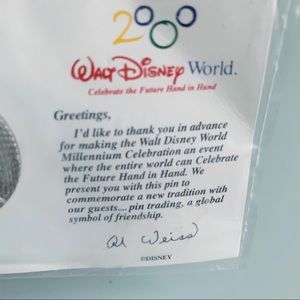 2000
Walt Disney World.
Celebrate the Future Hand in Hand
Greetings,
I'd like to thank you in advance
for making the Walt Disney World
Millennium Celebration an event
where the entire world can Celebrate
the Future Hand in Hand. We
present you with this pin to
commemorate a new tradition with
our guests.... pin trading, a global
symbol of friendship.
Al Weiss
©DISNEY